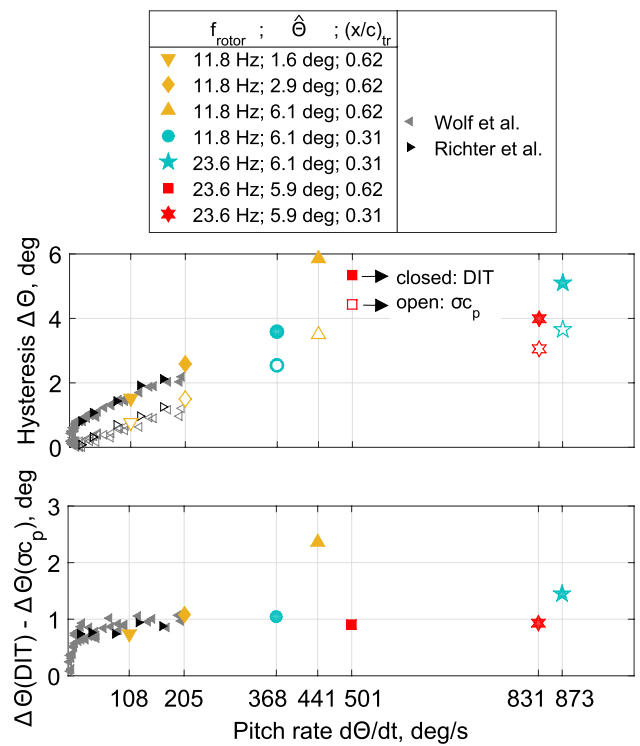 f_rotor ; Θ̂ ; (x/c)_tr
11.8 Hz; 1.6 deg; 0.62
11.8 Hz; 2.9 deg; 0.62
11.8 Hz; 6.1 deg; 0.62
11.8 Hz; 6.1 deg; 0.31
23.6 Hz; 6.1 deg; 0.31
23.6 Hz; 5.9 deg; 0.62
23.6 Hz; 5.9 deg; 0.31
Wolf et al.
Richter et al.
Hysteresis ΔΘ, deg
6
4
2
0
closed: DIT
open: σc_p
ΔΘ(DIT) - ΔΘ(σc_p), deg
3
2
1
0
108 205 368 441 501 831 873
Pitch rate dΘ/dt, deg/s